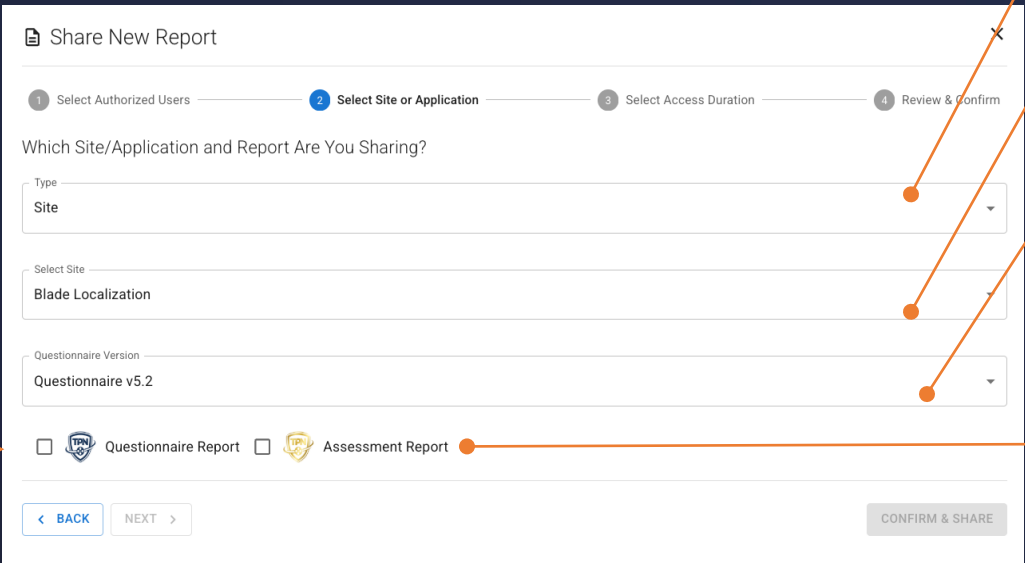 Share New Report
1 Select Authorized Users 2 Select Site or Application 3 Select Access Duration 4 Review & Confirm
Which Site/Application and Report Are You Sharing?
Type
Site
Select Site
Blade Localization
Questionnaire Version
Questionnaire v5.2
TPN Questionnaire Report TPN Assessment Report
BACK NEXT CONFIRM & SHARE